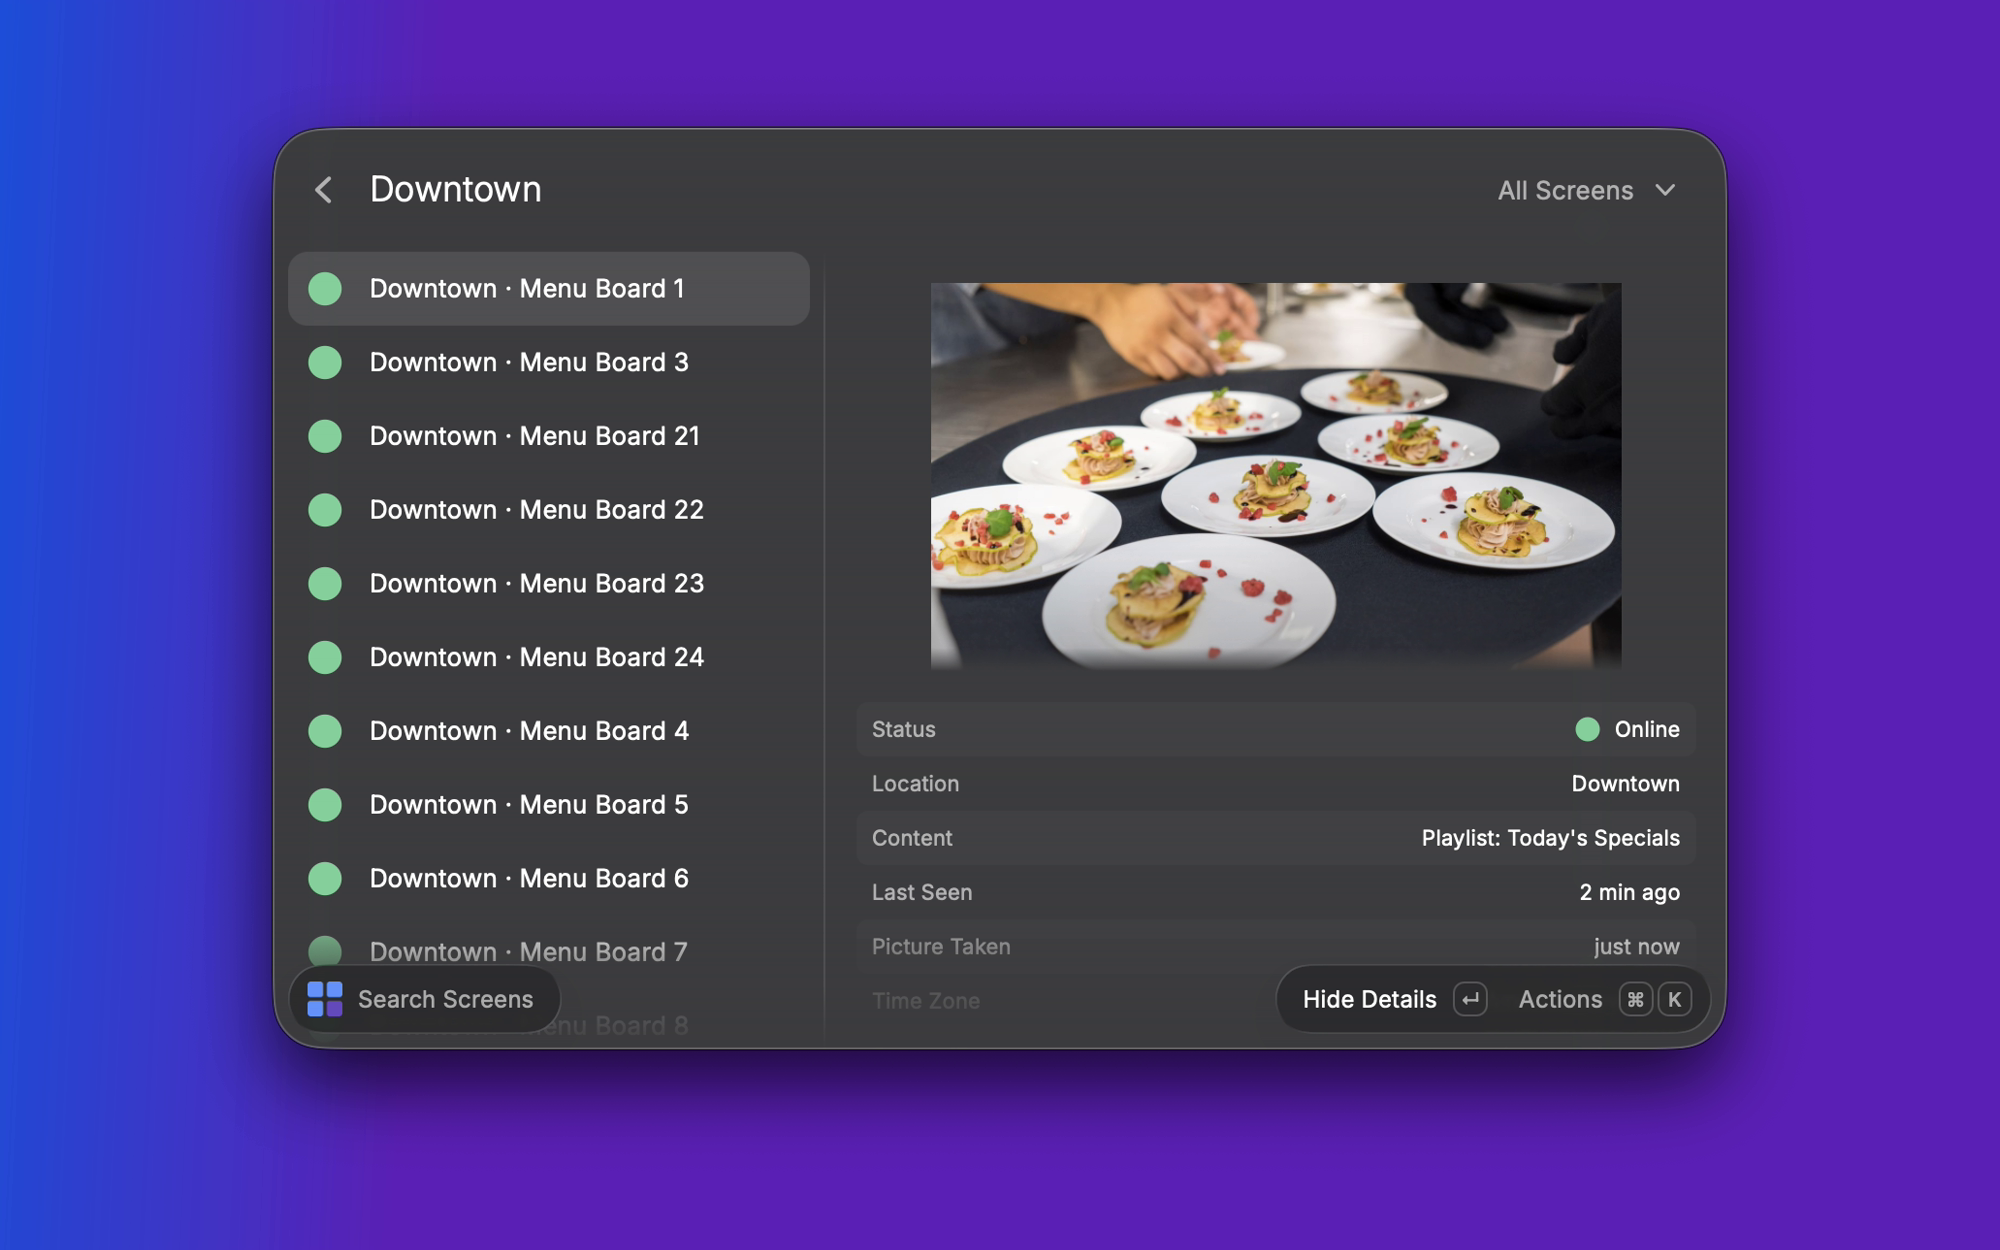 Downtown
All Screens
Downtown · Menu Board 1
Downtown · Menu Board 3
Downtown · Menu Board 21
Downtown · Menu Board 22
Downtown · Menu Board 23
Downtown · Menu Board 24
Downtown · Menu Board 4
Downtown · Menu Board 5
Downtown · Menu Board 6
Downtown · Menu Board 7
enu Board 8
Search Screens
Status Online
Location Downtown
Content Playlist: Today's Specials
Last Seen 2 min ago
Picture Taken just now
Time Zone
Hide Details ↵ Actions ⌘ K